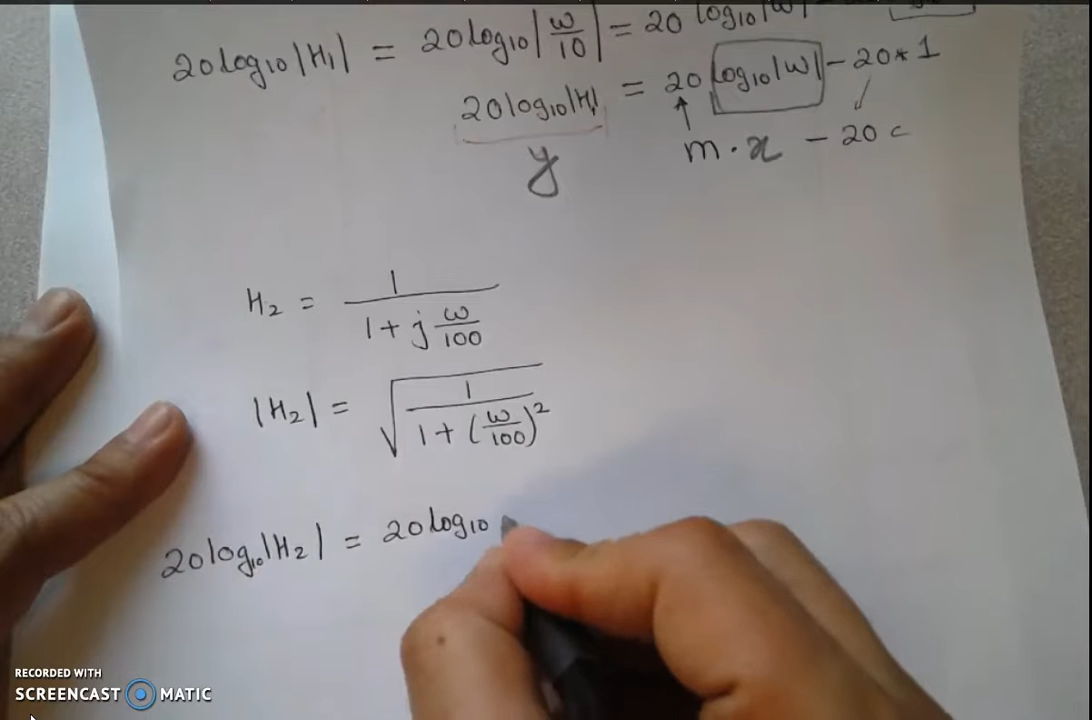 20log₁₀|H₁| = 20log₁₀|ω/10| = 20 log₁₀|ω|
20log₁₀|H₁| = 20 log₁₀|ω| - 20*1
y m.x - 20 c
H₂ = 1/(1 + j ω/100)
|H₂| = √(1/(1 + (ω/100)²))
20log₁₀|H₂| = 20log₁₀
RECORDED WITH
SCREENCAST MATIC